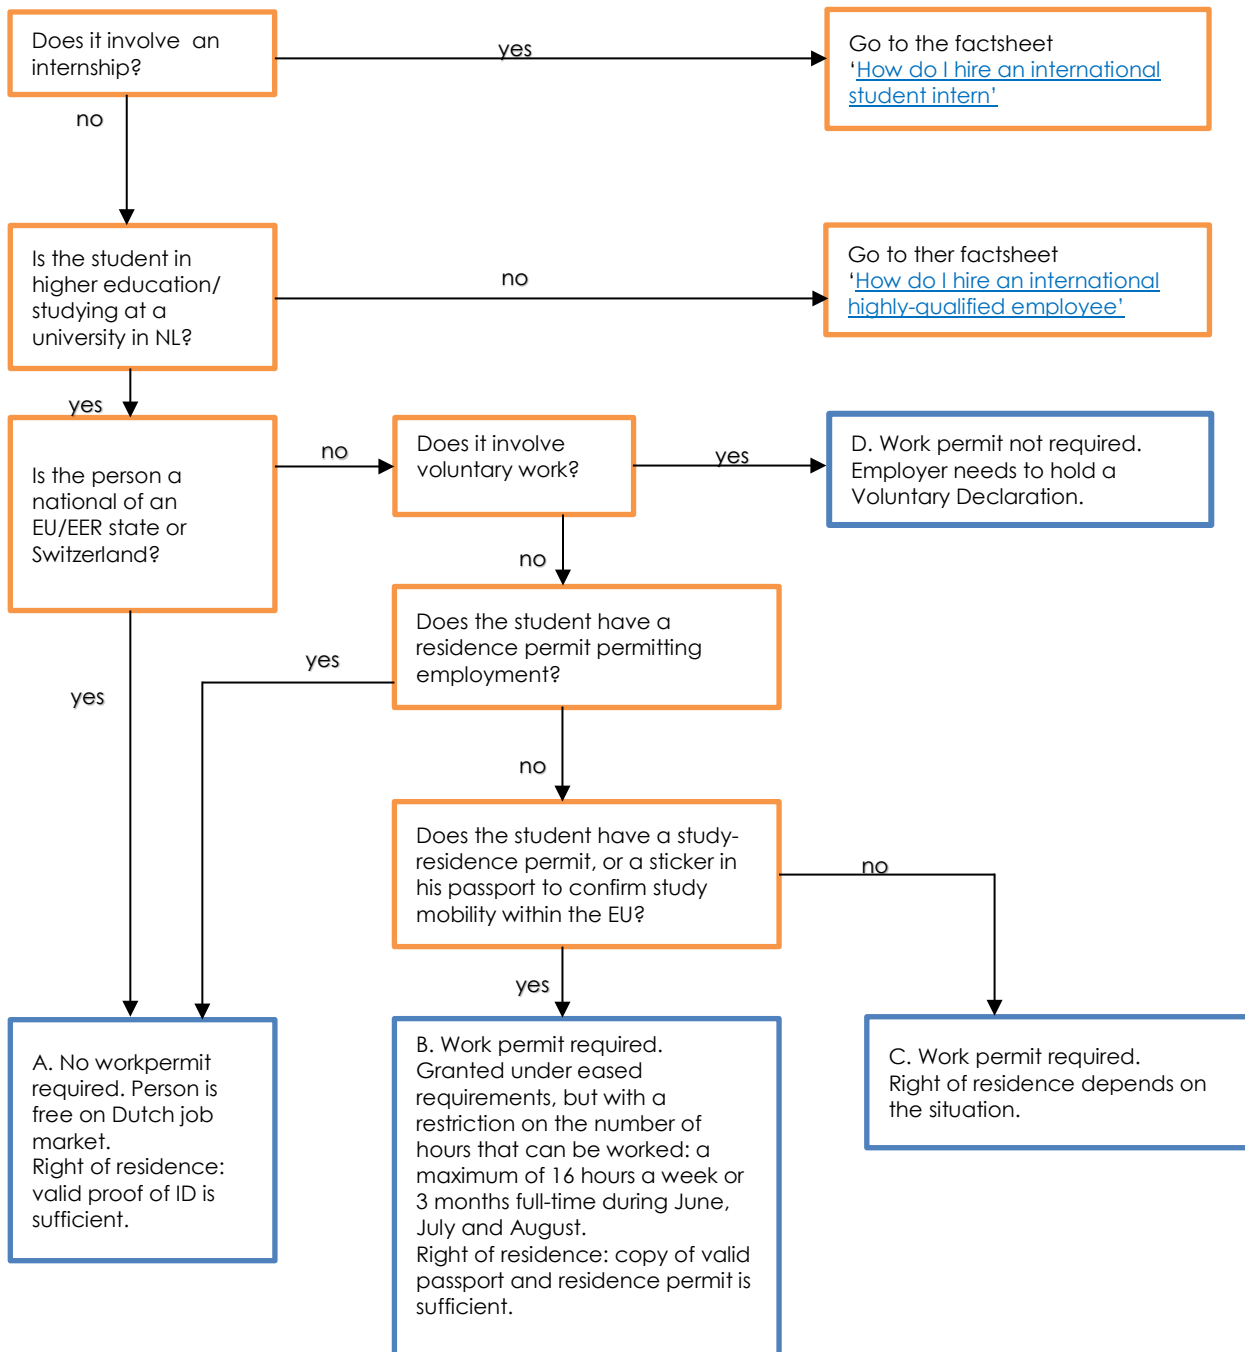 Does it involve  an
internship?
yes
Go to the factsheet
‘How do I hire an international
student intern’
no
Is the student in
higher education/
studying at a
university in NL?
no
Go to ther factsheet
‘How do I hire an international
highly-qualified employee’
yes
Is the person a
national of an
EU/EER state or
Switzerland?
no
Does it involve
voluntary work?
yes
D. Work permit not required.
Employer needs to hold a
Voluntary Declaration.
no
Does the student have a
residence permit permitting
employment?
yes
yes
no
Does the student have a study-
residence permit, or a sticker in
his passport to confirm study
mobility within the EU?
no
yes
A. No workpermit
required. Person is
free on Dutch job
market.
Right of residence:
valid proof of ID is
sufficient.
B. Work permit required.
Granted under eased
requirements, but with a
restriction on the number of
hours that can be worked: a
maximum of 16 hours a week or
3 months full-time during June,
July and August.
Right of residence: copy of valid
passport and residence permit is
sufficient.
C. Work permit required.
Right of residence depends on
the situation.